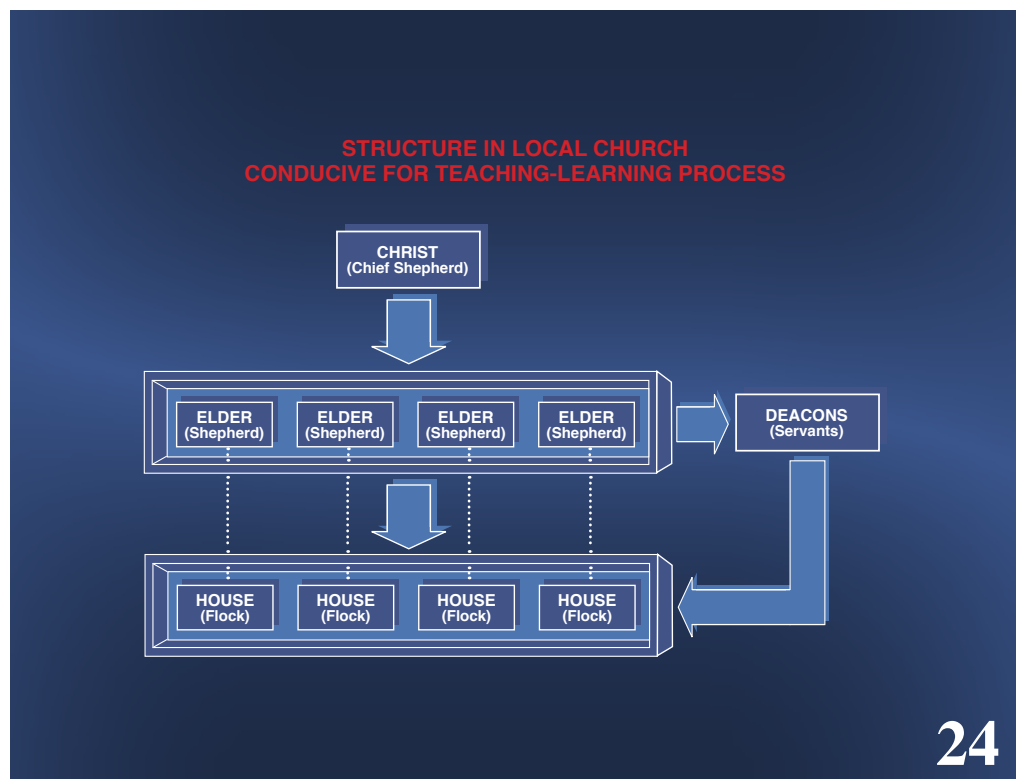 STRUCTURE IN LOCAL CHURCH
CONDUCIVE FOR TEACHING-LEARNING PROCESS
CHRIST
(Chief Shepherd)
ELDER
(Shepherd)
ELDER
(Shepherd)
ELDER
(Shepherd)
ELDER
(Shepherd)
DEACONS
(Servants)
HOUSE
(Flock)
HOUSE
(Flock)
HOUSE
(Flock)
HOUSE
(Flock)
24